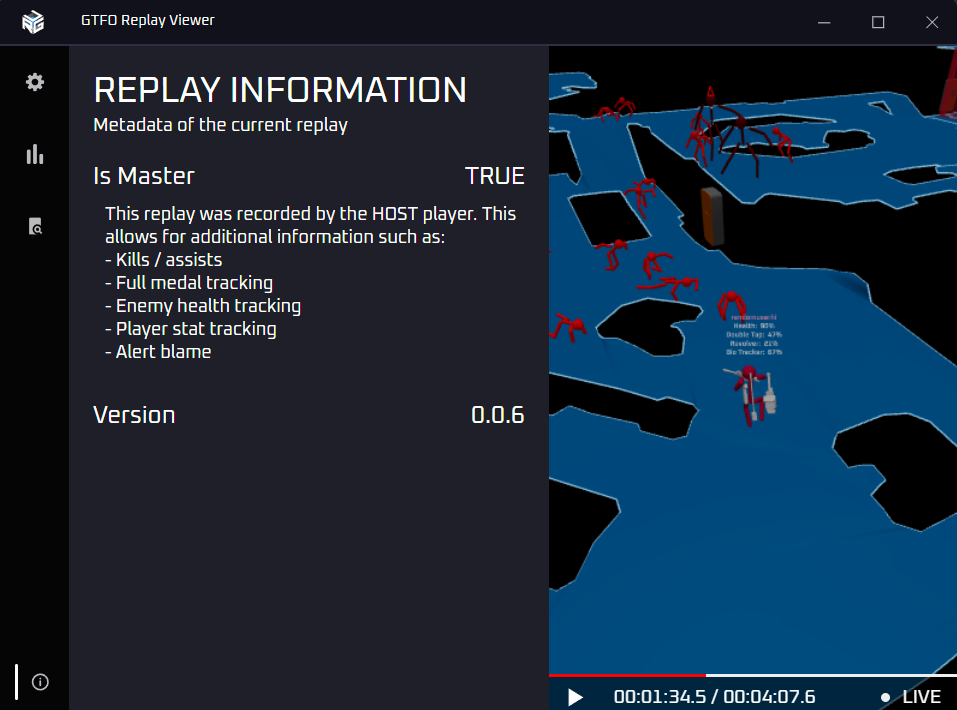 GTFO Replay Viewer
REPLAY INFORMATION
Metadata of the current replay
Is Master TRUE
This replay was recorded by the HOST player. This
allows for additional information such as:
- Kills / assists
- Full medal tracking
- Enemy health tracking
- Player stat tracking
- Alert blame
Version 0.0.6
randomuserhi
Health:
Double Tap: 47%
Revolver: 21%
Bio Tracker: 67%
00:01:34.5 / 00:04:07.6
LIVE